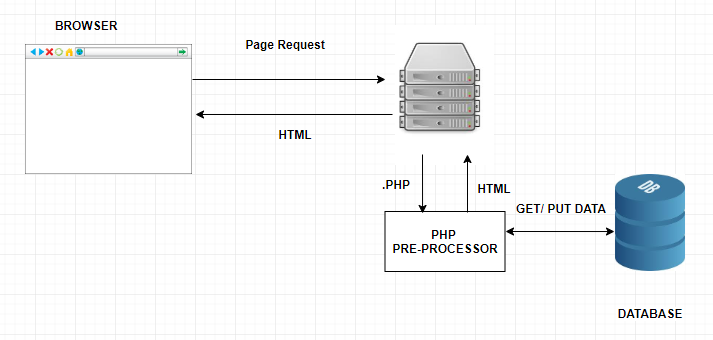 BROWSER
Page Request
HTML
.PHP
HTML
DB
GET/ PUT DATA
PHP
PRE-PROCESSOR
DATABASE